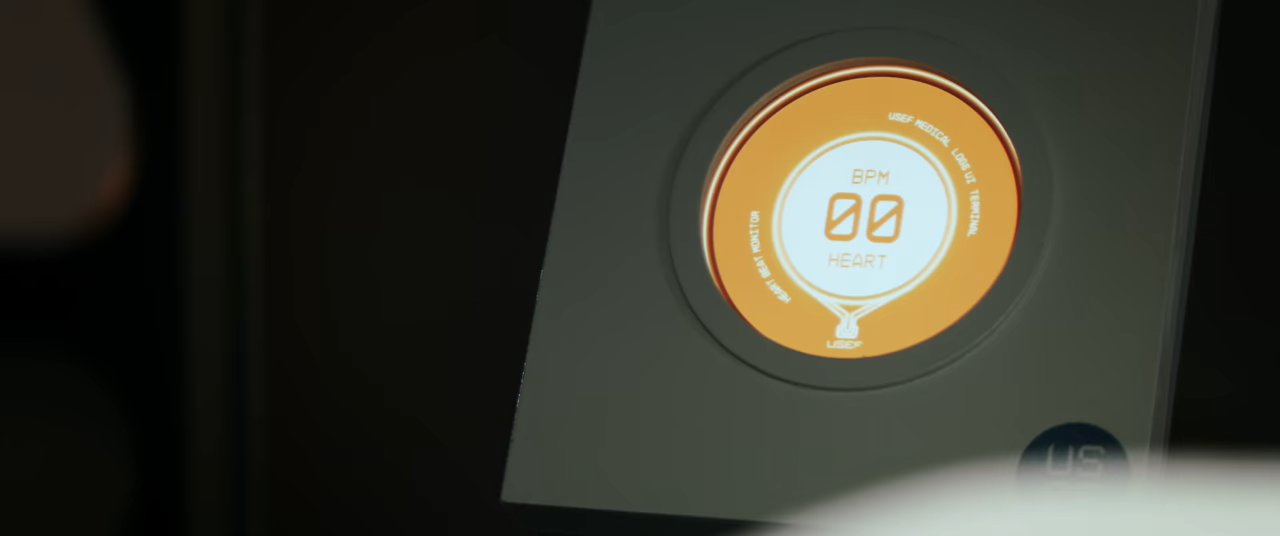 USEF MEDICAL LOGS UI TERMINAL
BPM
00
HEART
HEART BEAT MONITOR
USEF
US